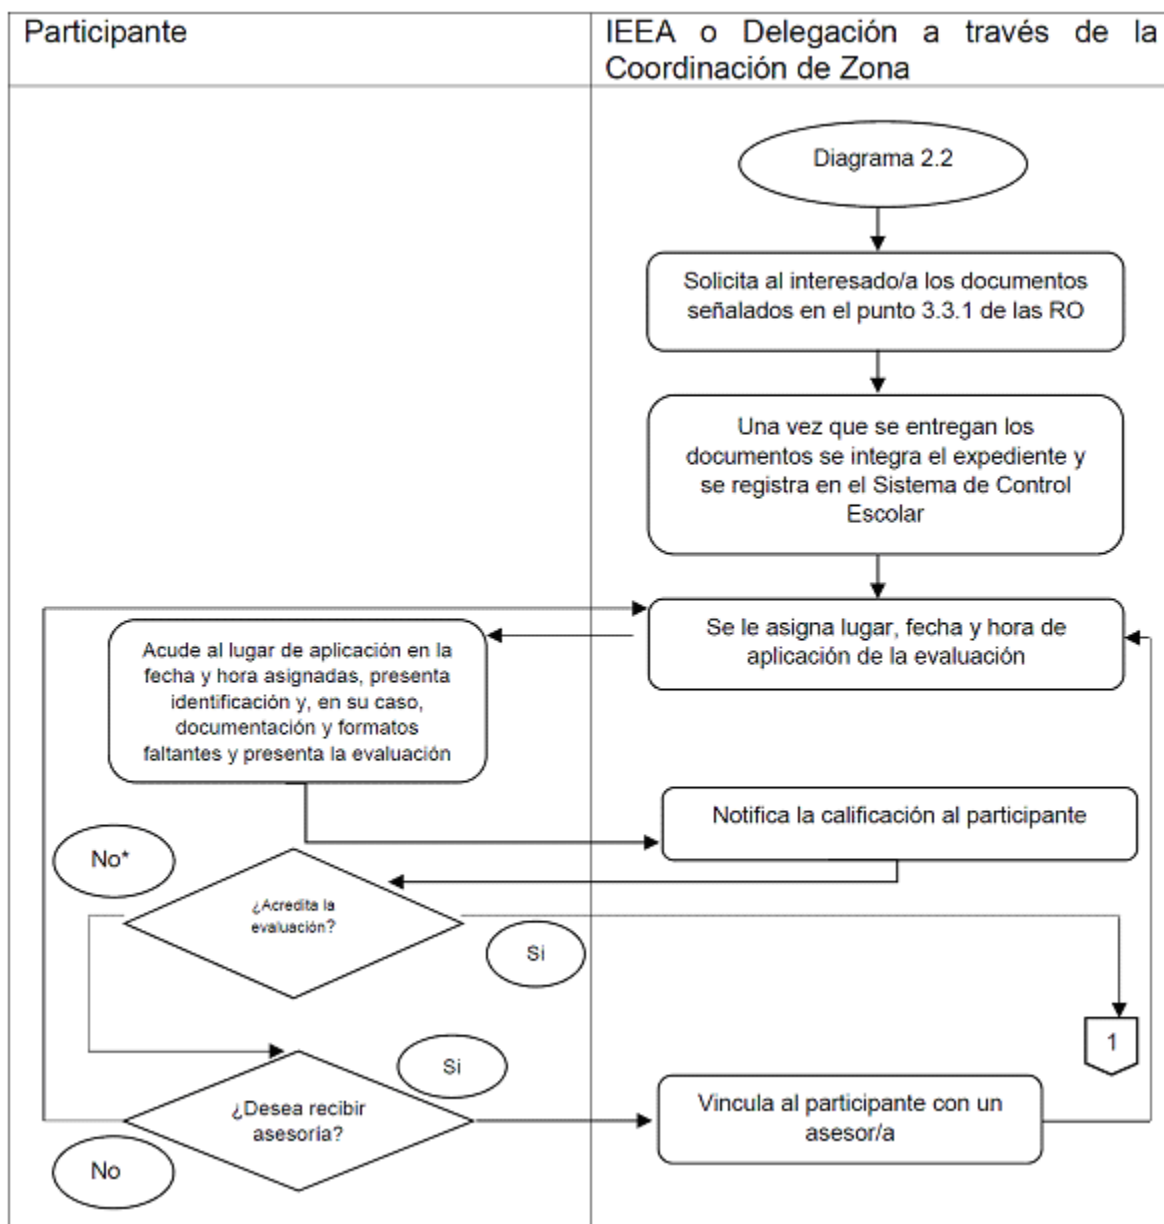 Participante
IEEA o Delegación a través de la
Coordinación de Zona
Diagrama 2.2
Solicita al interesado/a los documentos
señalados en el punto 3.3.1 de las RO
Una vez que se entregan los
documentos se integra el expediente y
se registra en el Sistema de Control
Escolar
Se le asigna lugar, fecha y hora de
aplicación de la evaluación
Acude al lugar de aplicación en la
fecha y hora asignadas, presenta
identificación y, en su caso,
documentación y formatos
faltantes y presenta la evaluación
Notifica la calificación al participante
No*
¿Acredita la
evaluación?
Si
1
Si
¿Desea recibir
asesoría?
No
Vincula al participante con un
asesor/a